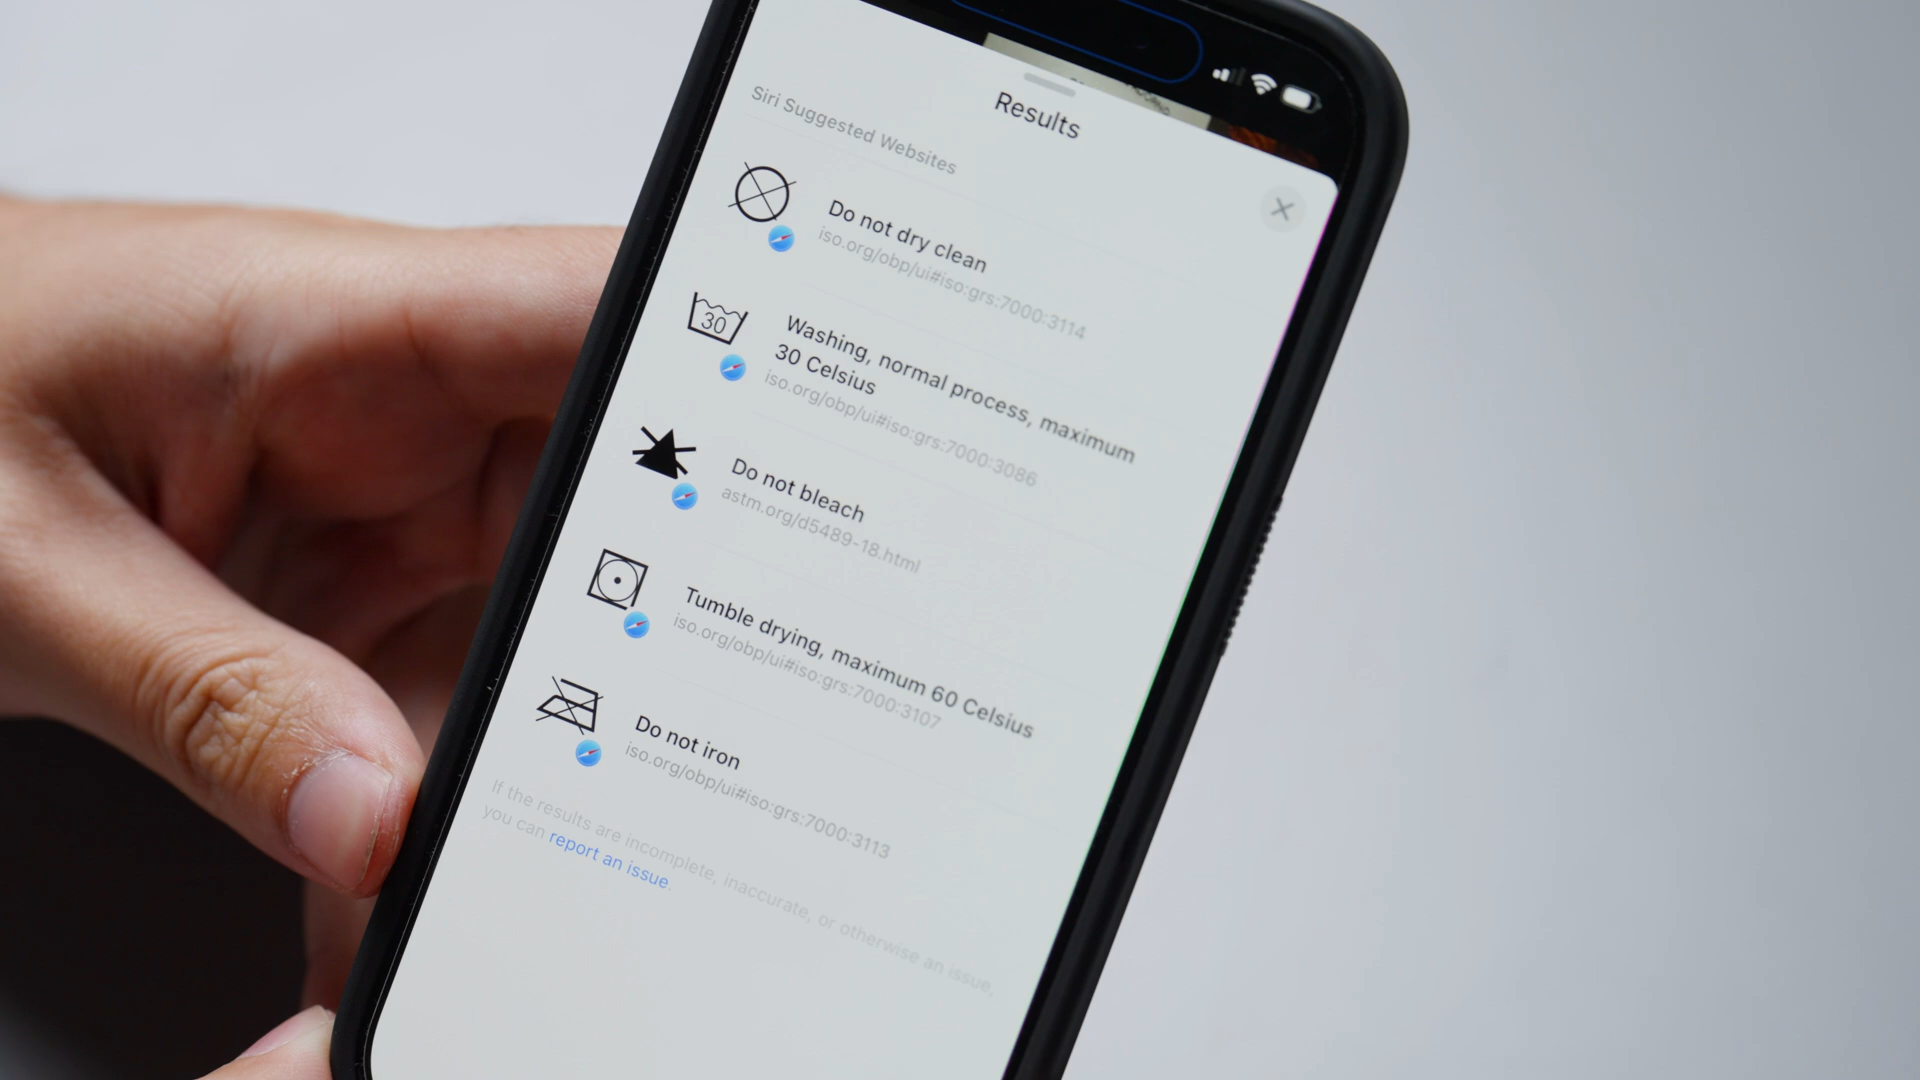 Results
Siri Suggested Websites
Do not dry clean
iso.org/obp/ui#iso:grs:7000:3114
30
Washing, normal process, maximum
30 Celsius
iso.org/obp/ui#iso:grs:7000:3086
Do not bleach
astm.org/d5489-18.html
Tumble drying, maximum 60 Celsius
iso.org/obp/ui#iso:grs:7000:3107
Do not iron
iso.org/obp/ui#iso:grs:7000:3113
If the results are incomplete, inaccurate, or otherwise an issue,
you can report an issue.